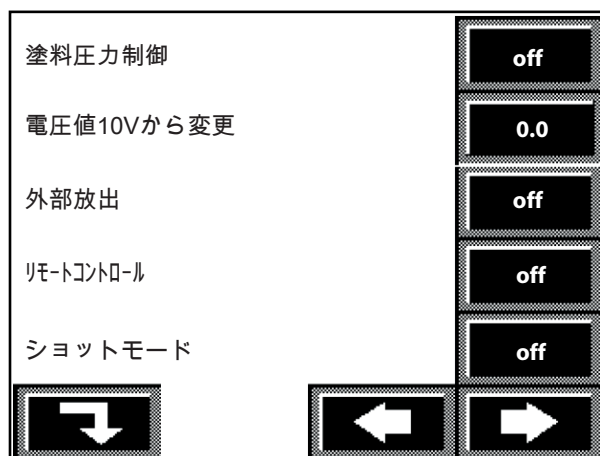 塗料圧力制御 off
電圧値10Vから変更 0.0
外部放出 off
ﾘﾓｰﾄｺﾝﾄﾛｰﾙ off
ショットモード off